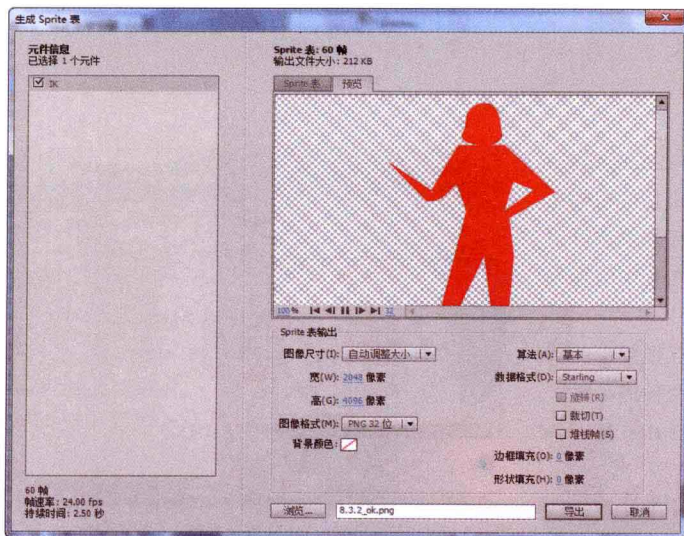 生成 Sprite 表
元件信息
已选择 1 个元件
IK
Sprite 表: 60 帧
输出文件大小: 212 KB
Sprite 表
预览
100 %
32
Sprite 表输出
图像尺寸(I): 自动调整大小
宽(W): 2048 像素
高(G): 4096 像素
图像格式(M): PNG 32 位
背景颜色:
算法(A): 基本
数据格式(D): Starling
旋转(R)
裁切(T)
堆栈帧(S)
边框填充(O): 0 像素
形状填充(H): 0 像素
60 帧
帧速率: 24.00 fps
持续时间: 2.50 秒
浏览...
8.3.2_ok.png
导出
取消